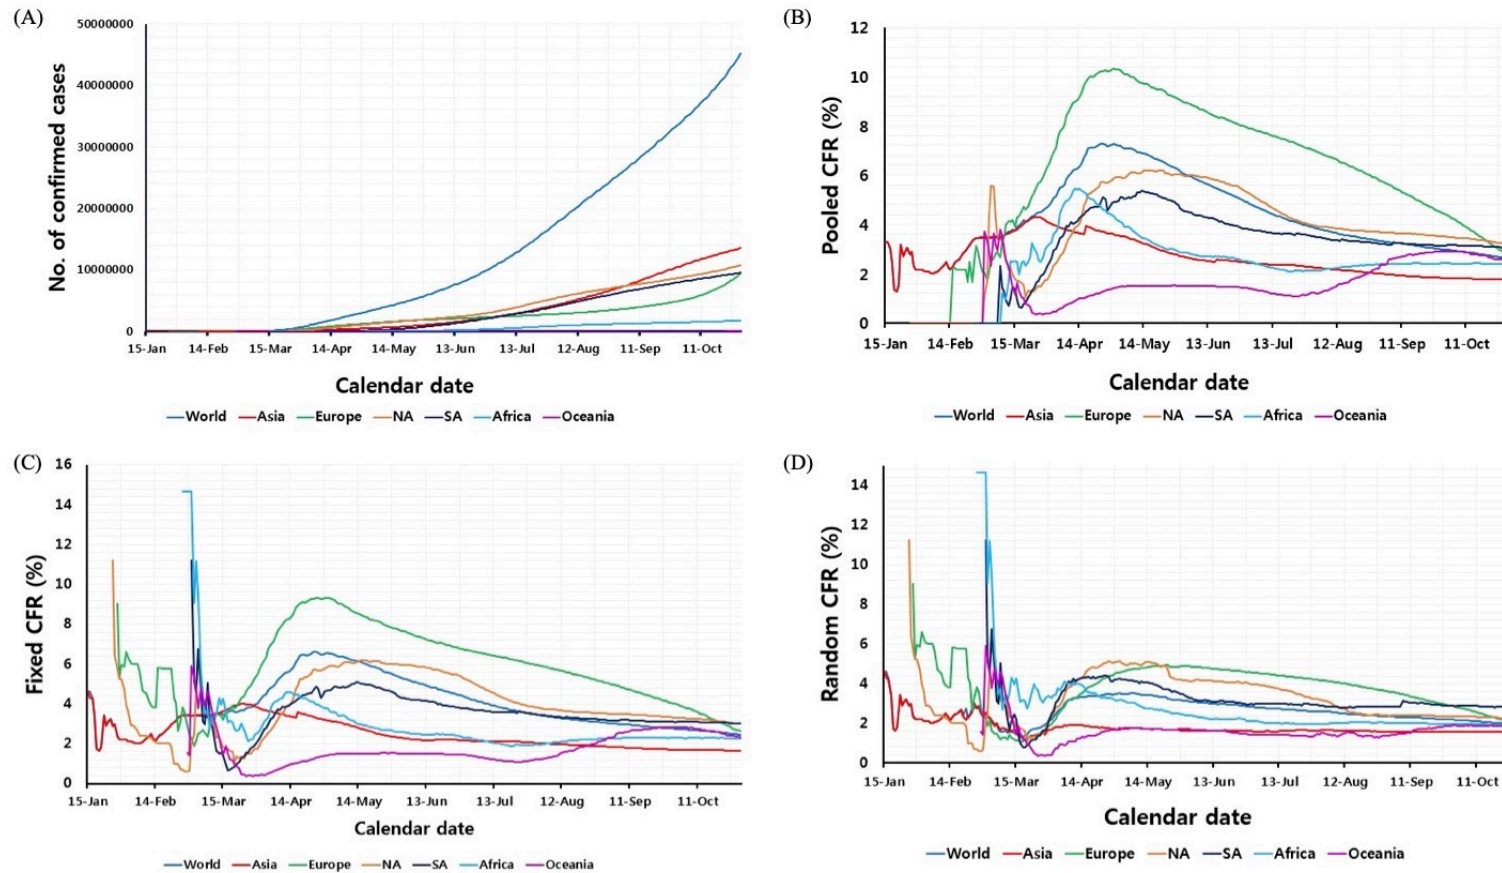 (A)
No. of confirmed cases
50000000
40000000
30000000
20000000
10000000
0
15-Jan 14-Feb 15-Mar 14-Apr 14-May 13-Jun 13-Jul 12-Aug 11-Sep 11-Oct
Calendar date
World Asia Europe NA SA Africa Oceania
(B)
Pooled CFR (%)
12
10
8
6
4
2
0
15-Jan 14-Feb 15-Mar 14-Apr 14-May 13-Jun 13-Jul 12-Aug 11-Sep 11-Oct
Calendar date
World Asia Europe NA SA Africa Oceania
(C)
Fixed CFR (%)
16
14
12
10
8
6
4
2
0
15-Jan 14-Feb 15-Mar 14-Apr 14-May 13-Jun 13-Jul 12-Aug 11-Sep 11-Oct
Calendar date
World Asia Europe NA SA Africa Oceania
(D)
Random CFR (%)
14
12
10
8
6
4
2
0
15-Jan 14-Feb 15-Mar 14-Apr 14-May 13-Jun 13-Jul 12-Aug 11-Sep 11-Oct
Calendar date
World Asia Europe NA SA Africa Oceania